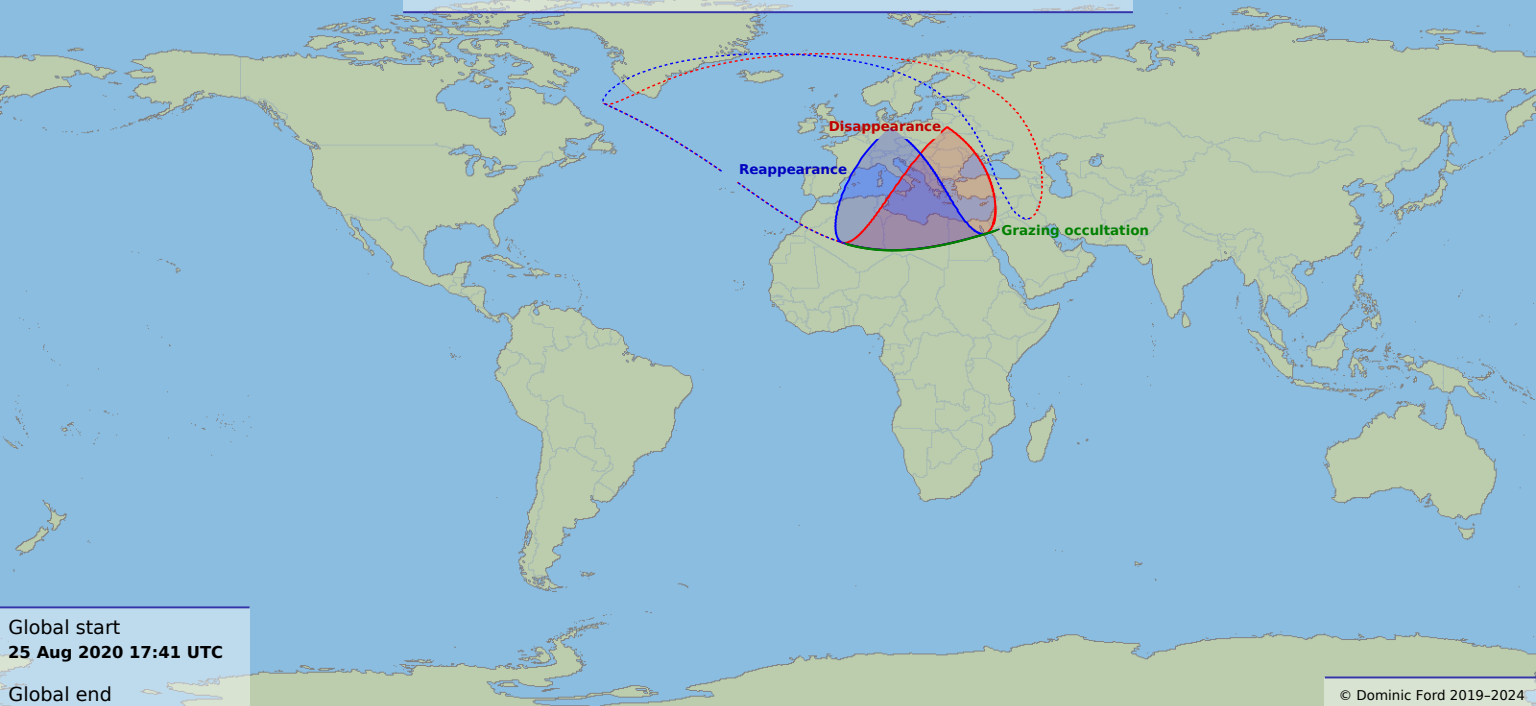 Disappearance
Reappearance
Grazing occultation
Global start
25 Aug 2020 17:41 UTC
Global end
© Dominic Ford 2019–2024